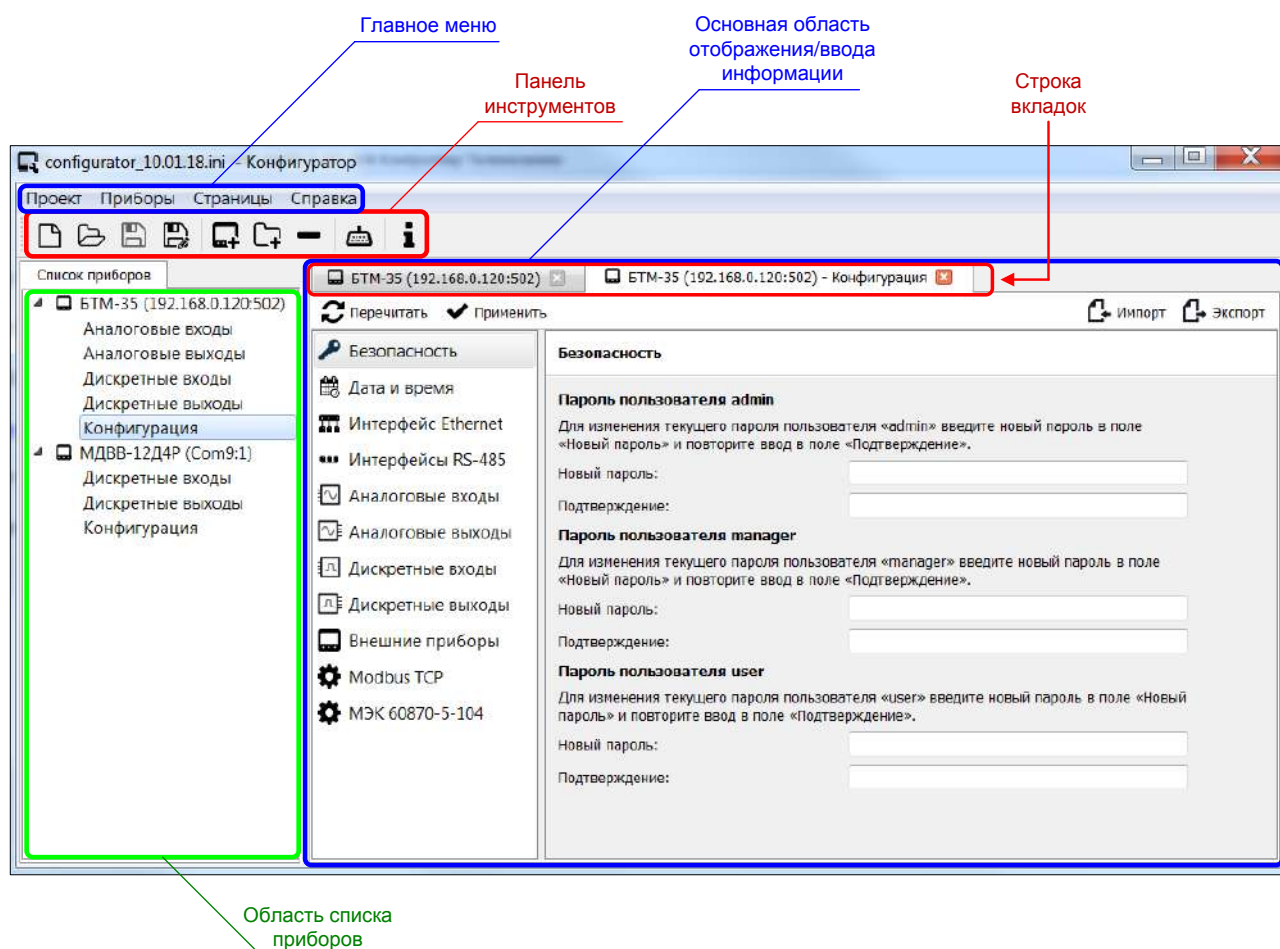 Главное меню
Основная область
отображения/ввода
информации
Панель
инструментов
Строка
вкладок
configurator_10.01.18.ini - Конфигуратор
Проект Приборы Страницы Справка
Список приборов
БТМ-35 (192.168.0.120:502)
Аналоговые входы
Аналоговые выходы
Дискретные входы
Дискретные выходы
Конфигурация
МДВВ-12Д4Р (Com9:1)
Дискретные входы
Дискретные выходы
Конфигурация
БТМ-35 (192.168.0.120:502)
БТМ-35 (192.168.0.120:502) - Конфигурация
Перечитать Применить
Импорт Экспорт
Безопасность
Дата и время
Интерфейс Ethernet
Интерфейсы RS-485
Аналоговые входы
Аналоговые выходы
Дискретные входы
Дискретные выходы
Внешние приборы
Modbus TCP
МЭК 60870-5-104
Безопасность
Пароль пользователя admin
Для изменения текущего пароля пользователя «admin» введите новый пароль в поле
«Новый пароль» и повторите ввод в поле «Подтверждение».
Новый пароль:
Подтверждение:
Пароль пользователя manager
Для изменения текущего пароля пользователя «manager» введите новый пароль в поле
«Новый пароль» и повторите ввод в поле «Подтверждение».
Новый пароль:
Подтверждение:
Пароль пользователя user
Для изменения текущего пароля пользователя «user» введите новый пароль в поле «Новый
пароль» и повторите ввод в поле «Подтверждение».
Новый пароль:
Подтверждение:
Область списка
приборов